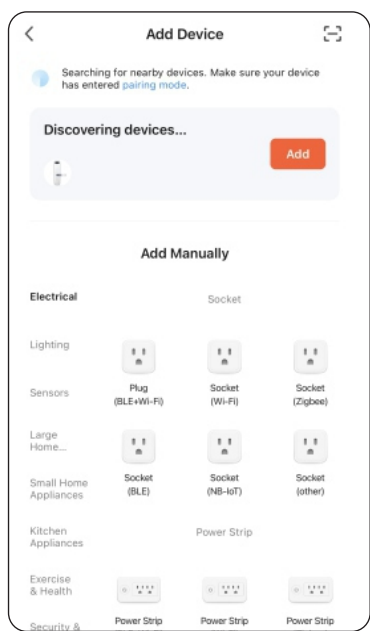 Add Device
Searching for nearby devices. Make sure your device
has entered pairing mode.
Discovering devices...
Add
Add Manually
Electrical
Socket
Lighting
Plug
(BLE+Wi-Fi)
Socket
(Wi-Fi)
Socket
(Zigbee)
Sensors
Large
Home...
Socket
(BLE)
Socket
(NB-IoT)
Socket
(other)
Small Home
Appliances
Kitchen
Appliances
Power Strip
Exercise
& Health
Power Strip
Power Strip
Power Strip
Security &